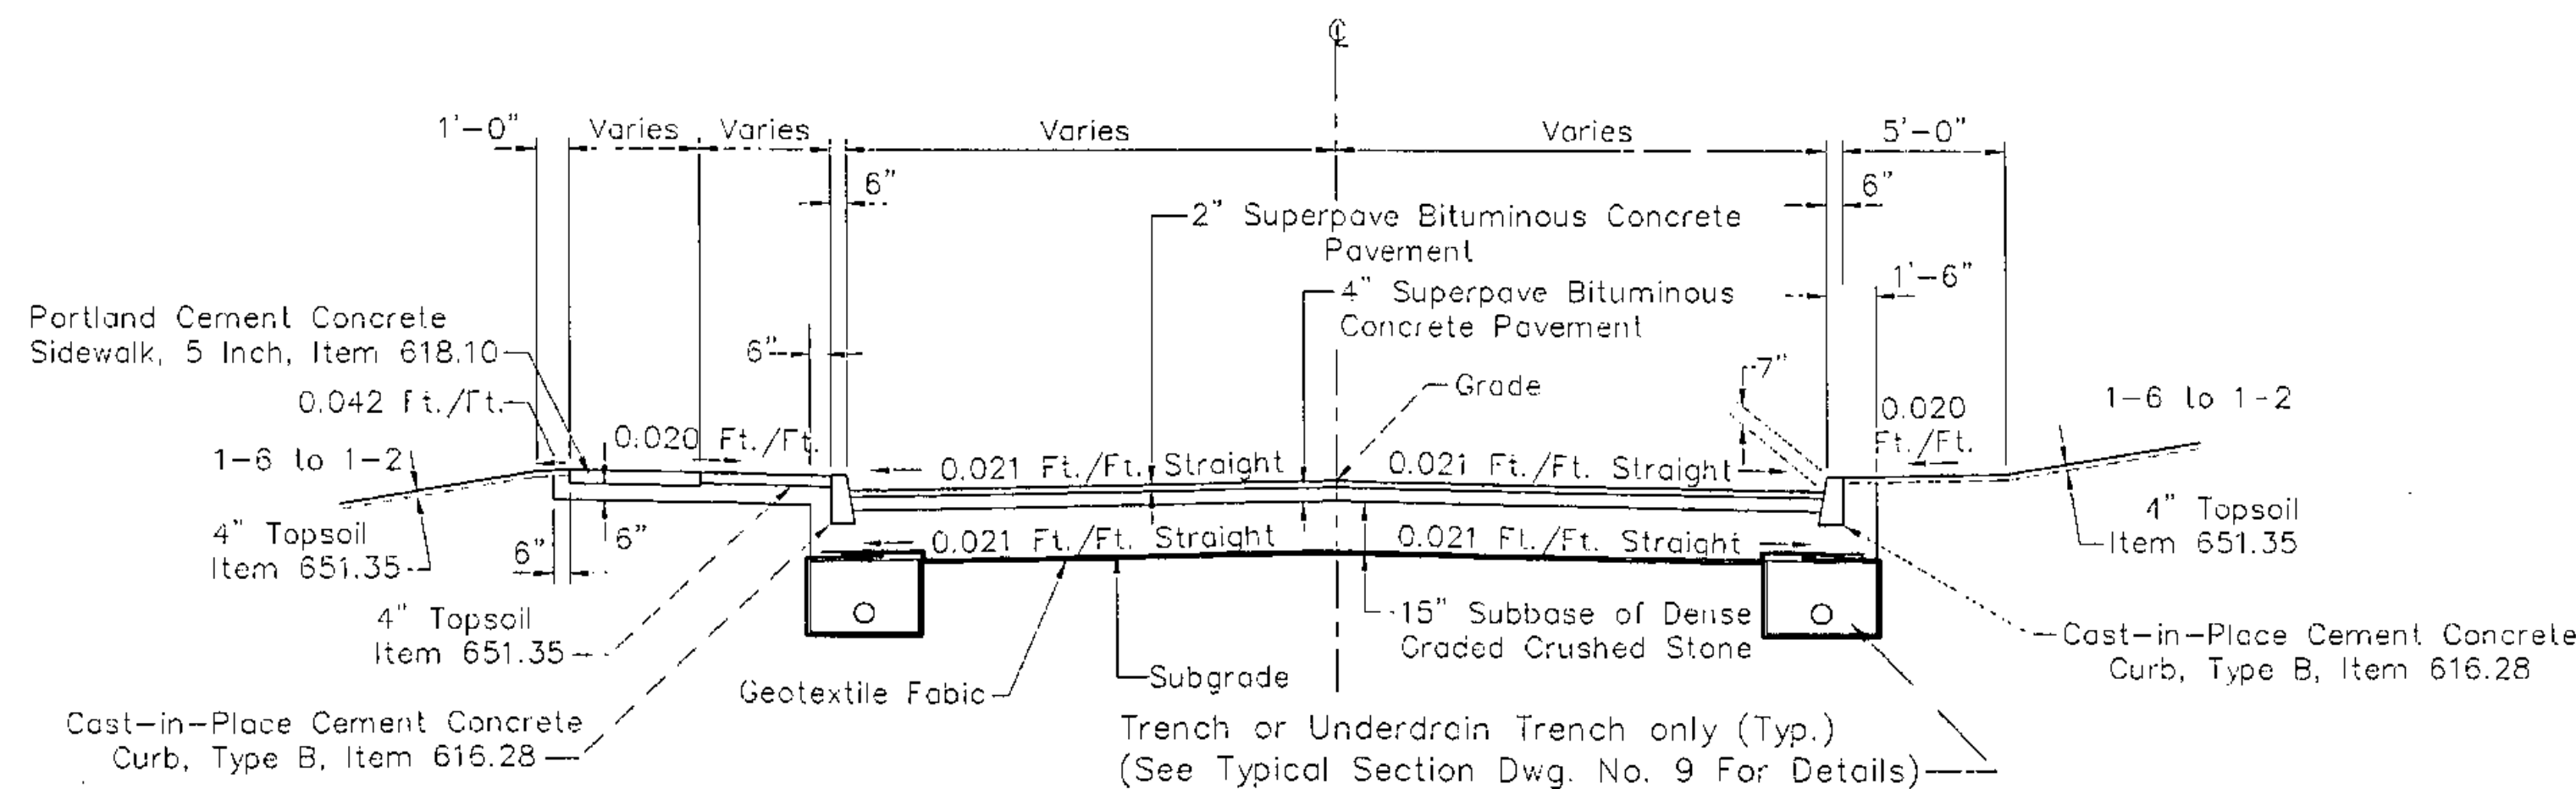 ℄
1'-0"
Varies
Varies
Varies
Varies
5'-0"
6"
6"
2" Superpave Bituminous Concrete
Pavement
1'-6"
4" Superpave Bituminous
Concrete Pavement
Portland Cement Concrete
Sidewalk, 5 Inch, Item 618.10
6"
7"
Grade
0.042 Ft./Ft.
0.020
Ft./Ft.
1-6 to 1-2
1-6 to 1-2
0.020 Ft./Ft.
0.021 Ft./Ft. Straight
0.021 Ft./Ft. Straight
4" Topsoil
Item 651.35
6"
6"
0.021 Ft./Ft. Straight
0.021 Ft./Ft. Straight
4" Topsoil
Item 651.35
4" Topsoil
Item 651.35
15" Subbase of Dense
Graded Crushed Stone
Cast-in-Place Cement Concrete
Curb, Type B, Item 616.28
Subgrade
Geotextile Fabic
Cast-in-Place Cement Concrete
Curb, Type B, Item 616.28
Trench or Underdrain Trench only (Typ.)
(See Typical Section Dwg. No. 9 For Details)